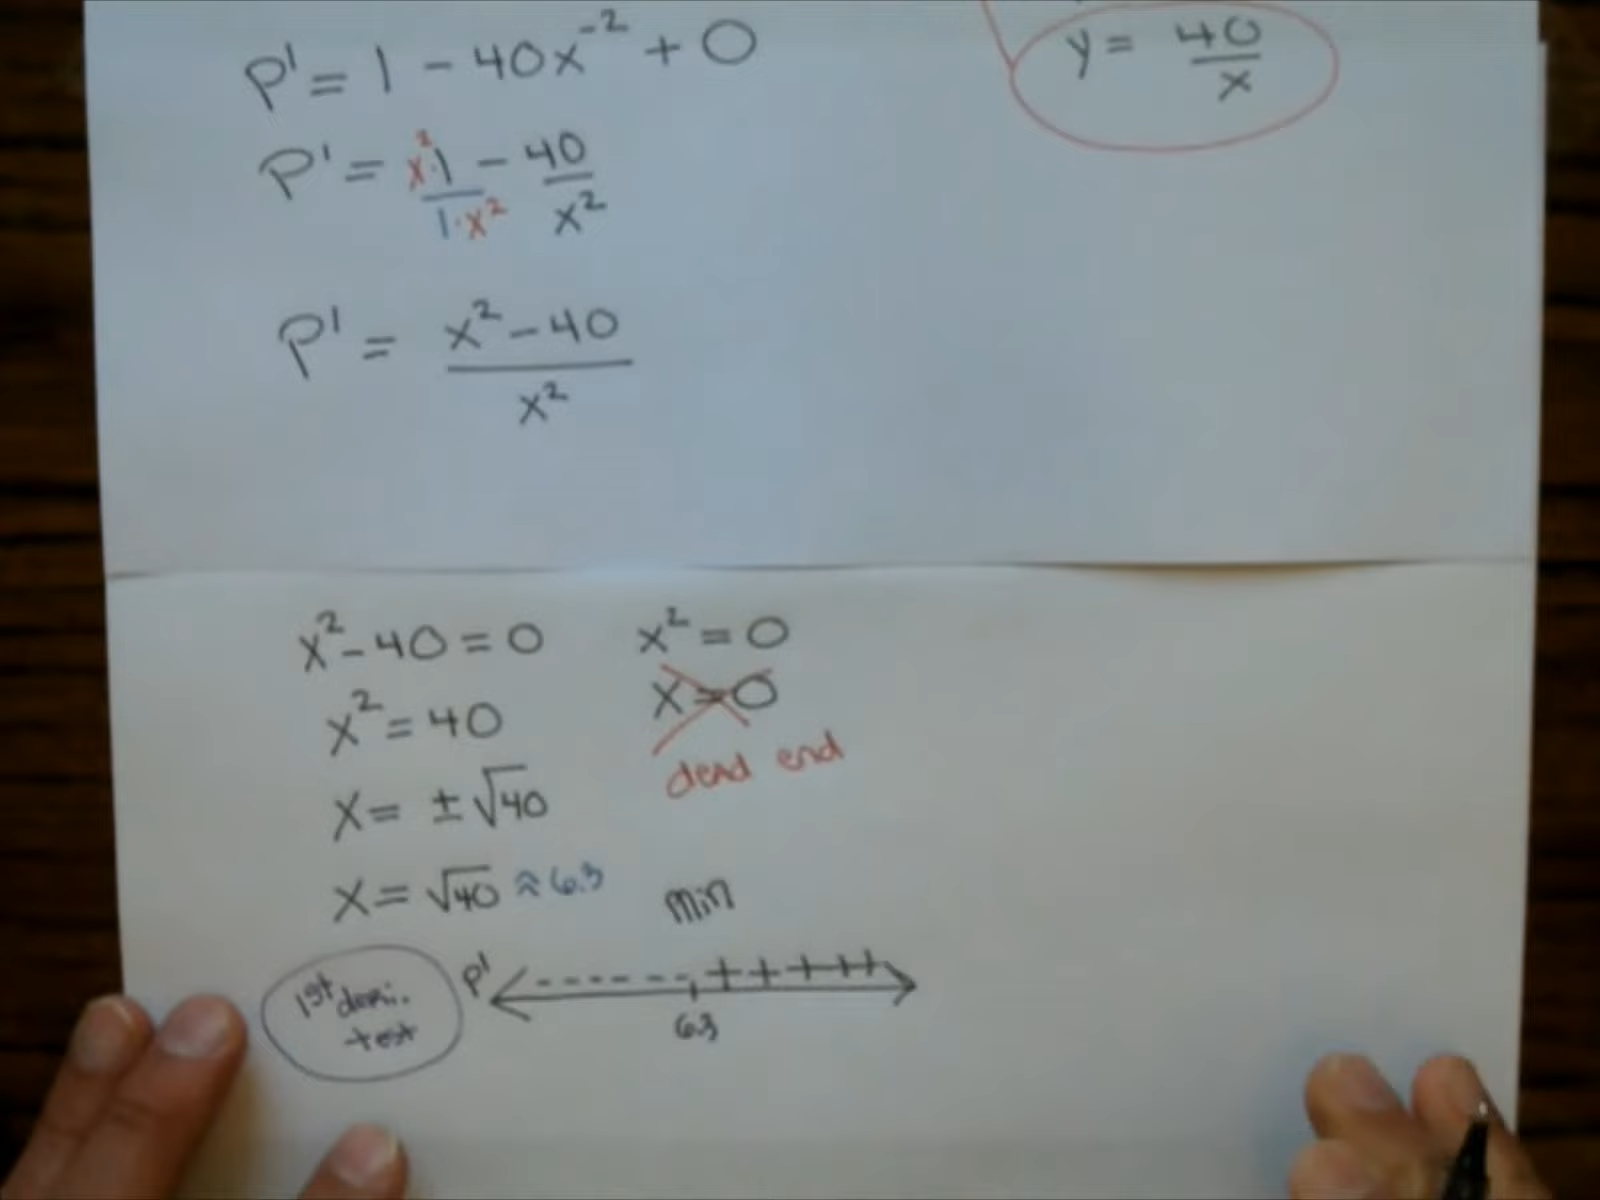 P' = 1 - 40x⁻² + 0
y = 40/x
P' = x²·1/1·x² - 40/x²
P' = x² - 40/x²
x² - 40 = 0
x² = 0
x² = 40
x = 0
dead end
x = ±√40
x = √40 ≈ 6.3
min
1st deri. test
P' - - - - - - + + + + +
6.3